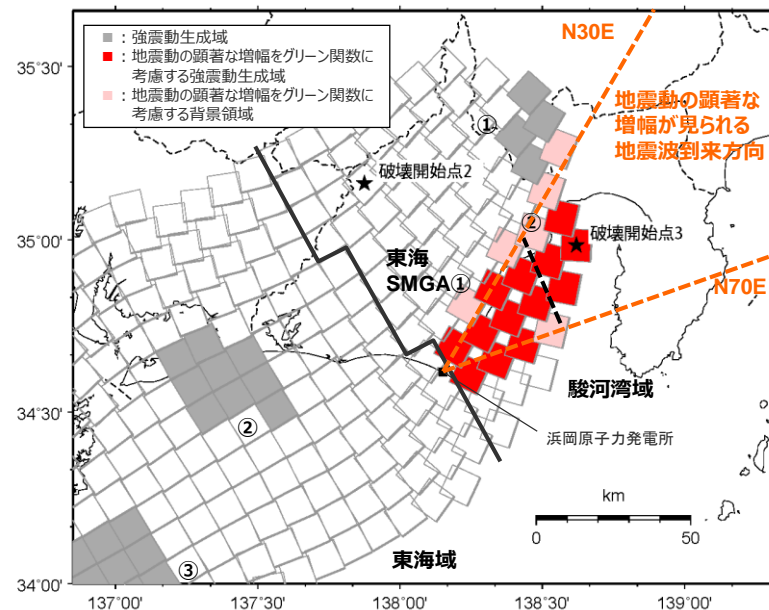 ■：強震動生成域
■：地震動の顕著な増幅をグリーン関数に
考慮する強震動生成域
■：地震動の顕著な増幅をグリーン関数に
考慮する背景領域
N30E
地震動の顕著な
増幅が見られる
地震波到来方向
35°30'
①
★ 破壊開始点2
②
★ 破壊開始点3
35°00'
東海
SMGA①
N70E
駿河湾域
34°30'
②
浜岡原子力発電所
km
0 50
東海域
③
34°00'
137°00' 137°30' 138°00' 138°30' 139°00'